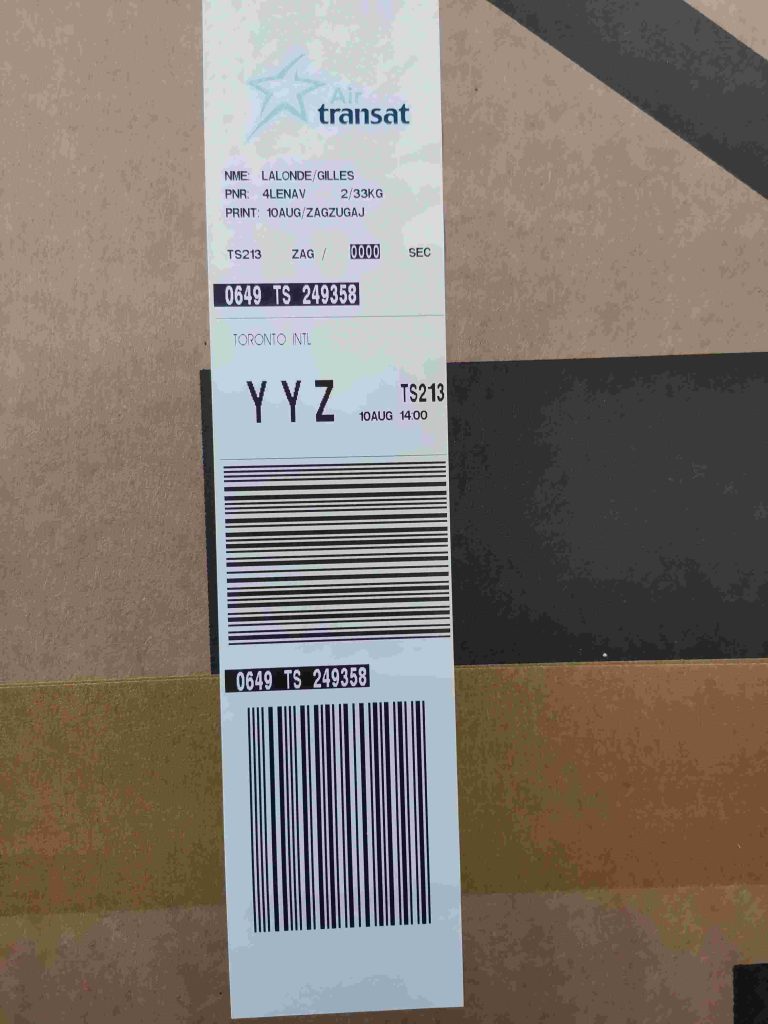 Air
transat
NME: LALONDE/GILLES
PNR: 4LENAV 2/33KG
PRINT: 10AUG/ZAGZUGAJ
TS213 ZAG / 0000 SEC
0649 TS 249358
TORONTO INTL
YYZ TS213
10AUG 14:00
0649 TS 249358